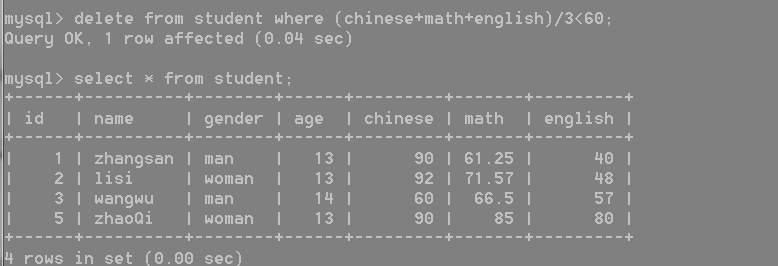 mysql> delete from student where (chinese+math+english)/3<60;
Query OK, 1 row affected (0.04 sec)
mysql> select * from student;
+------+----------+--------+------+---------+-------+---------+
| id   | name     | gender | age  | chinese | math  | english |
+------+----------+--------+------+---------+-------+---------+
|    1 | zhangsan | man    |   13 |      90 | 61.25 |      40 |
|    2 | lisi     | woman  |   13 |      92 | 71.57 |      48 |
|    3 | wangwu   | man    |   14 |      60 |  66.5 |      57 |
|    5 | zhaoQi   | woman  |   13 |      90 |    85 |      80 |
+------+----------+--------+------+---------+-------+---------+
4 rows in set (0.00 sec)